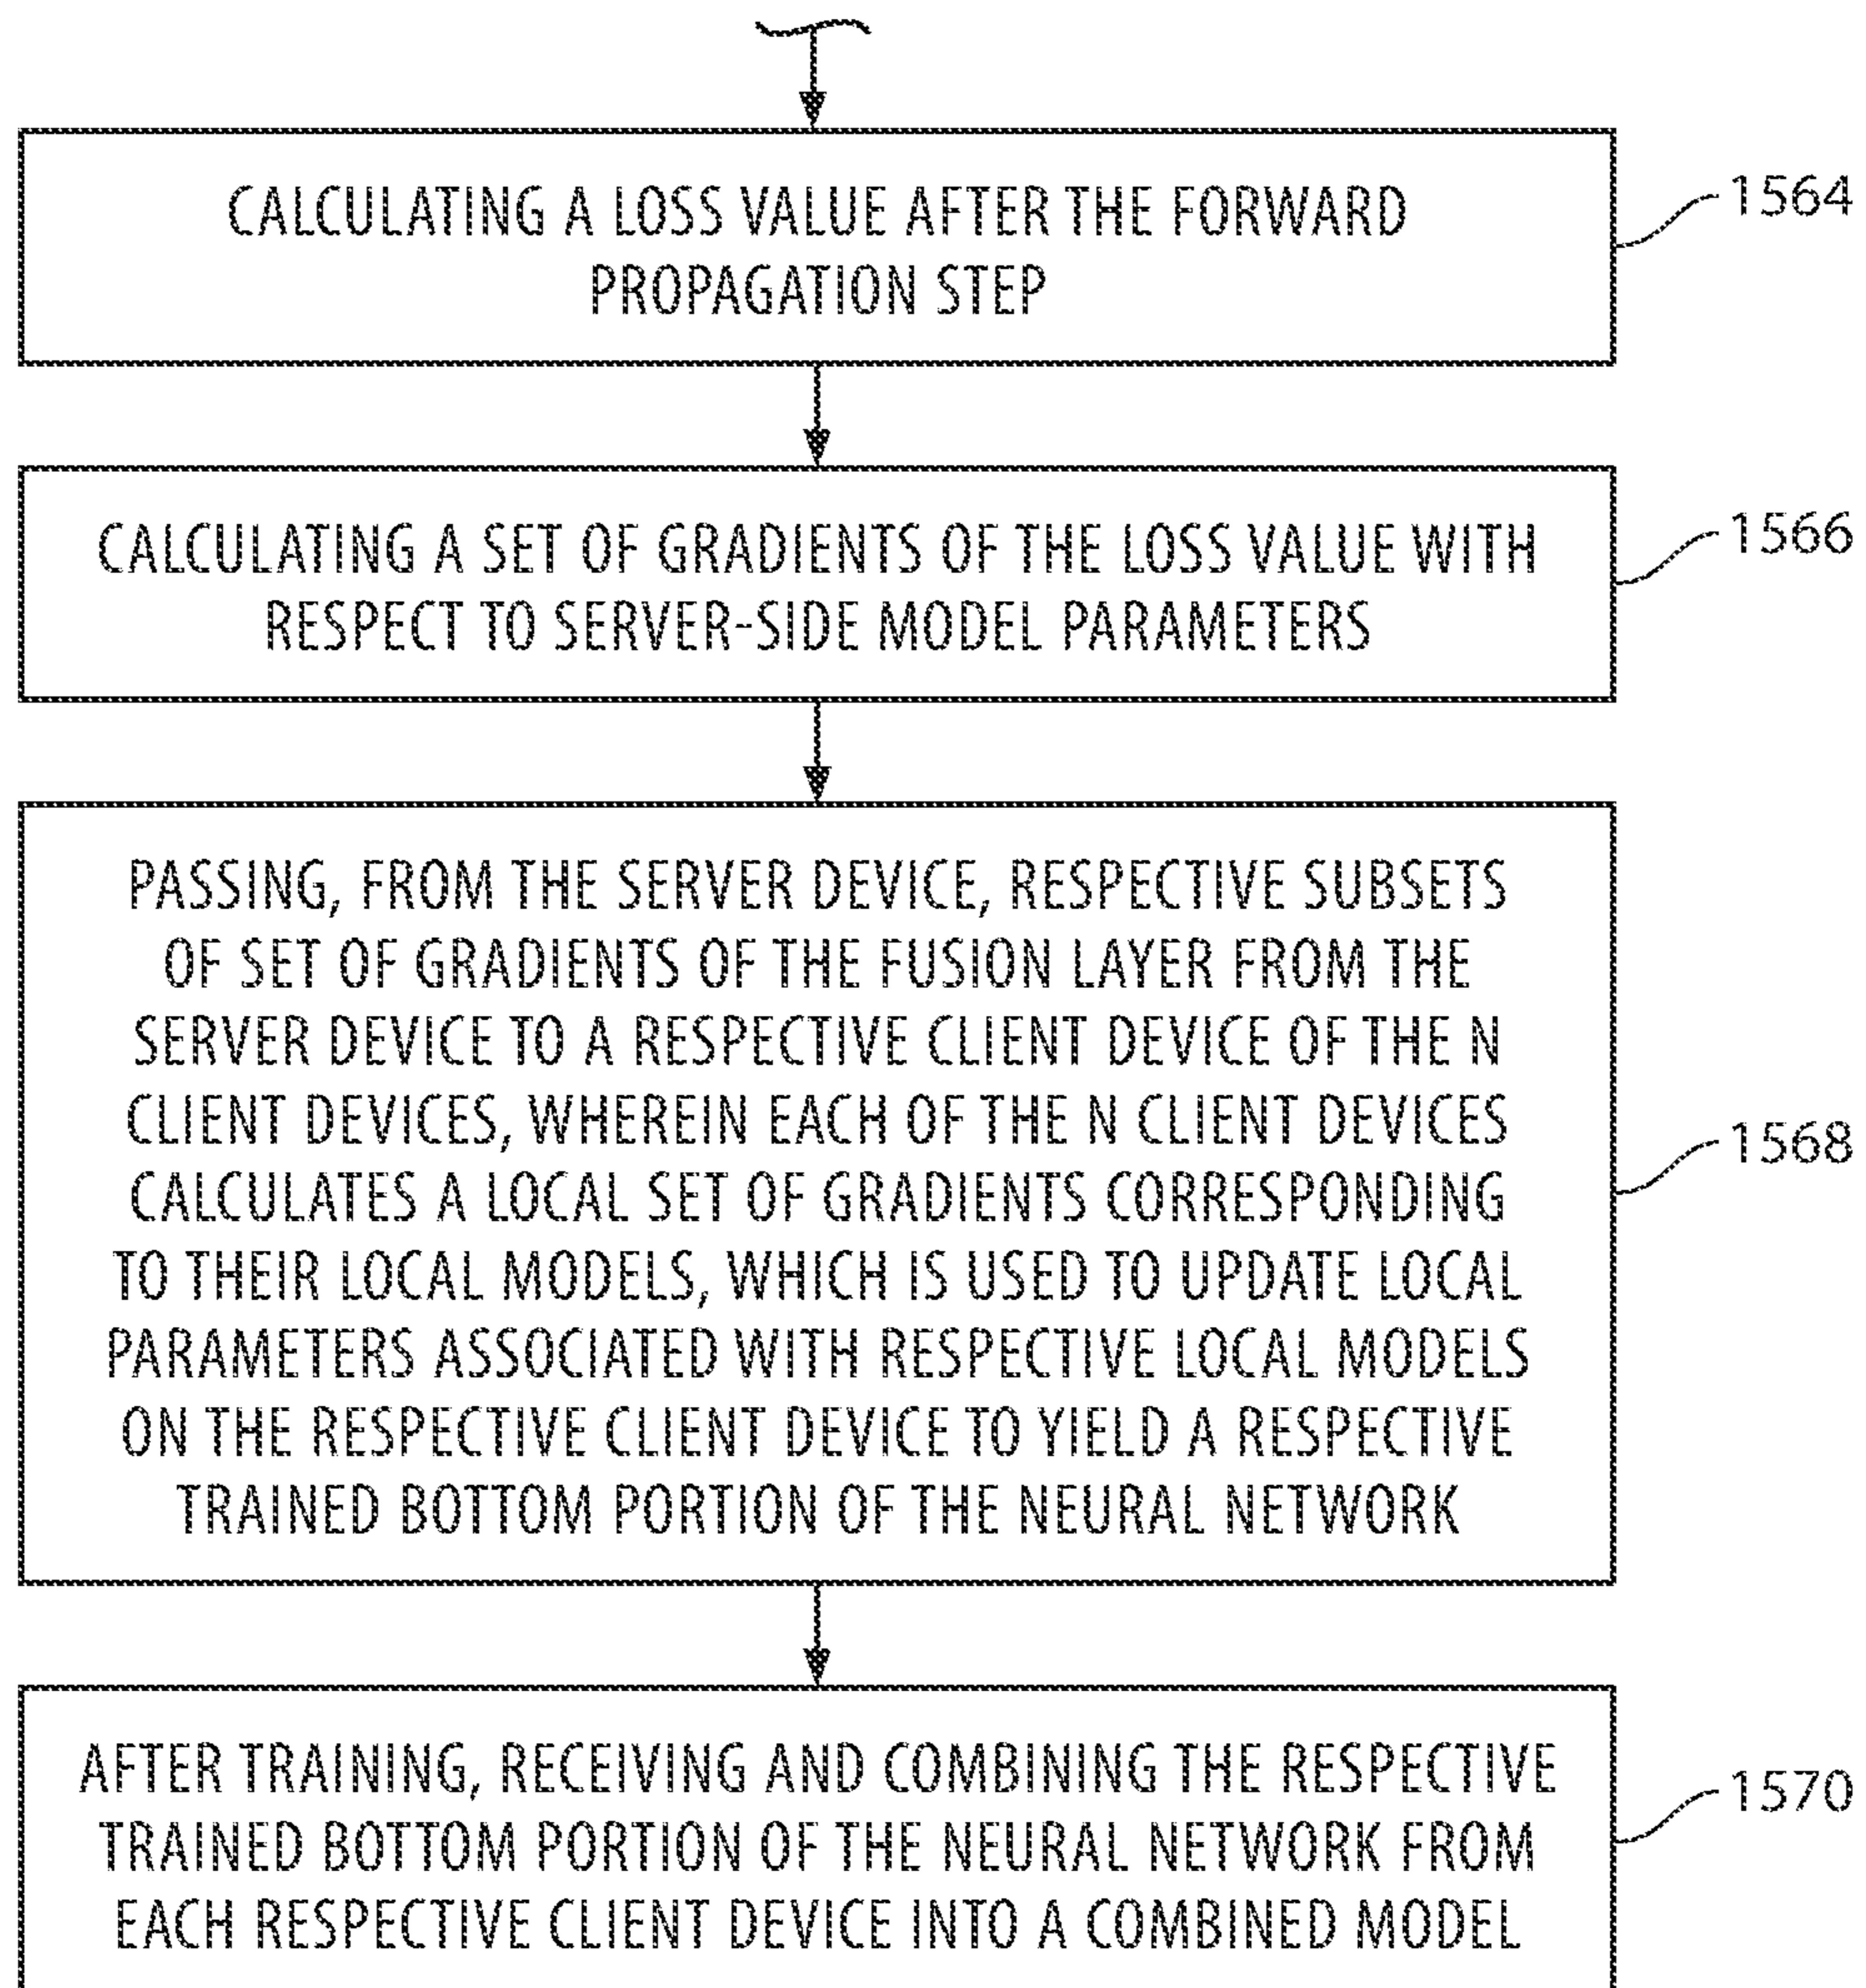 CALCULATING A LOSS VALUE AFTER THE FORWARD
PROPAGATION STEP
1564
CALCULATING A SET OF GRADIENTS OF THE LOSS VALUE WITH
RESPECT TO SERVER-SIDE MODEL PARAMETERS
1566
PASSING, FROM THE SERVER DEVICE, RESPECTIVE SUBSETS
OF SET OF GRADIENTS OF THE FUSION LAYER FROM THE
SERVER DEVICE TO A RESPECTIVE CLIENT DEVICE OF THE N
CLIENT DEVICES, WHEREIN EACH OF THE N CLIENT DEVICES
CALCULATES A LOCAL SET OF GRADIENTS CORRESPONDING
TO THEIR LOCAL MODELS, WHICH IS USED TO UPDATE LOCAL
PARAMETERS ASSOCIATED WITH RESPECTIVE LOCAL MODELS
ON THE RESPECTIVE CLIENT DEVICE TO YIELD A RESPECTIVE
TRAINED BOTTOM PORTION OF THE NEURAL NETWORK
1568
AFTER TRAINING, RECEIVING AND COMBINING THE RESPECTIVE
TRAINED BOTTOM PORTION OF THE NEURAL NETWORK FROM
EACH RESPECTIVE CLIENT DEVICE INTO A COMBINED MODEL
1570